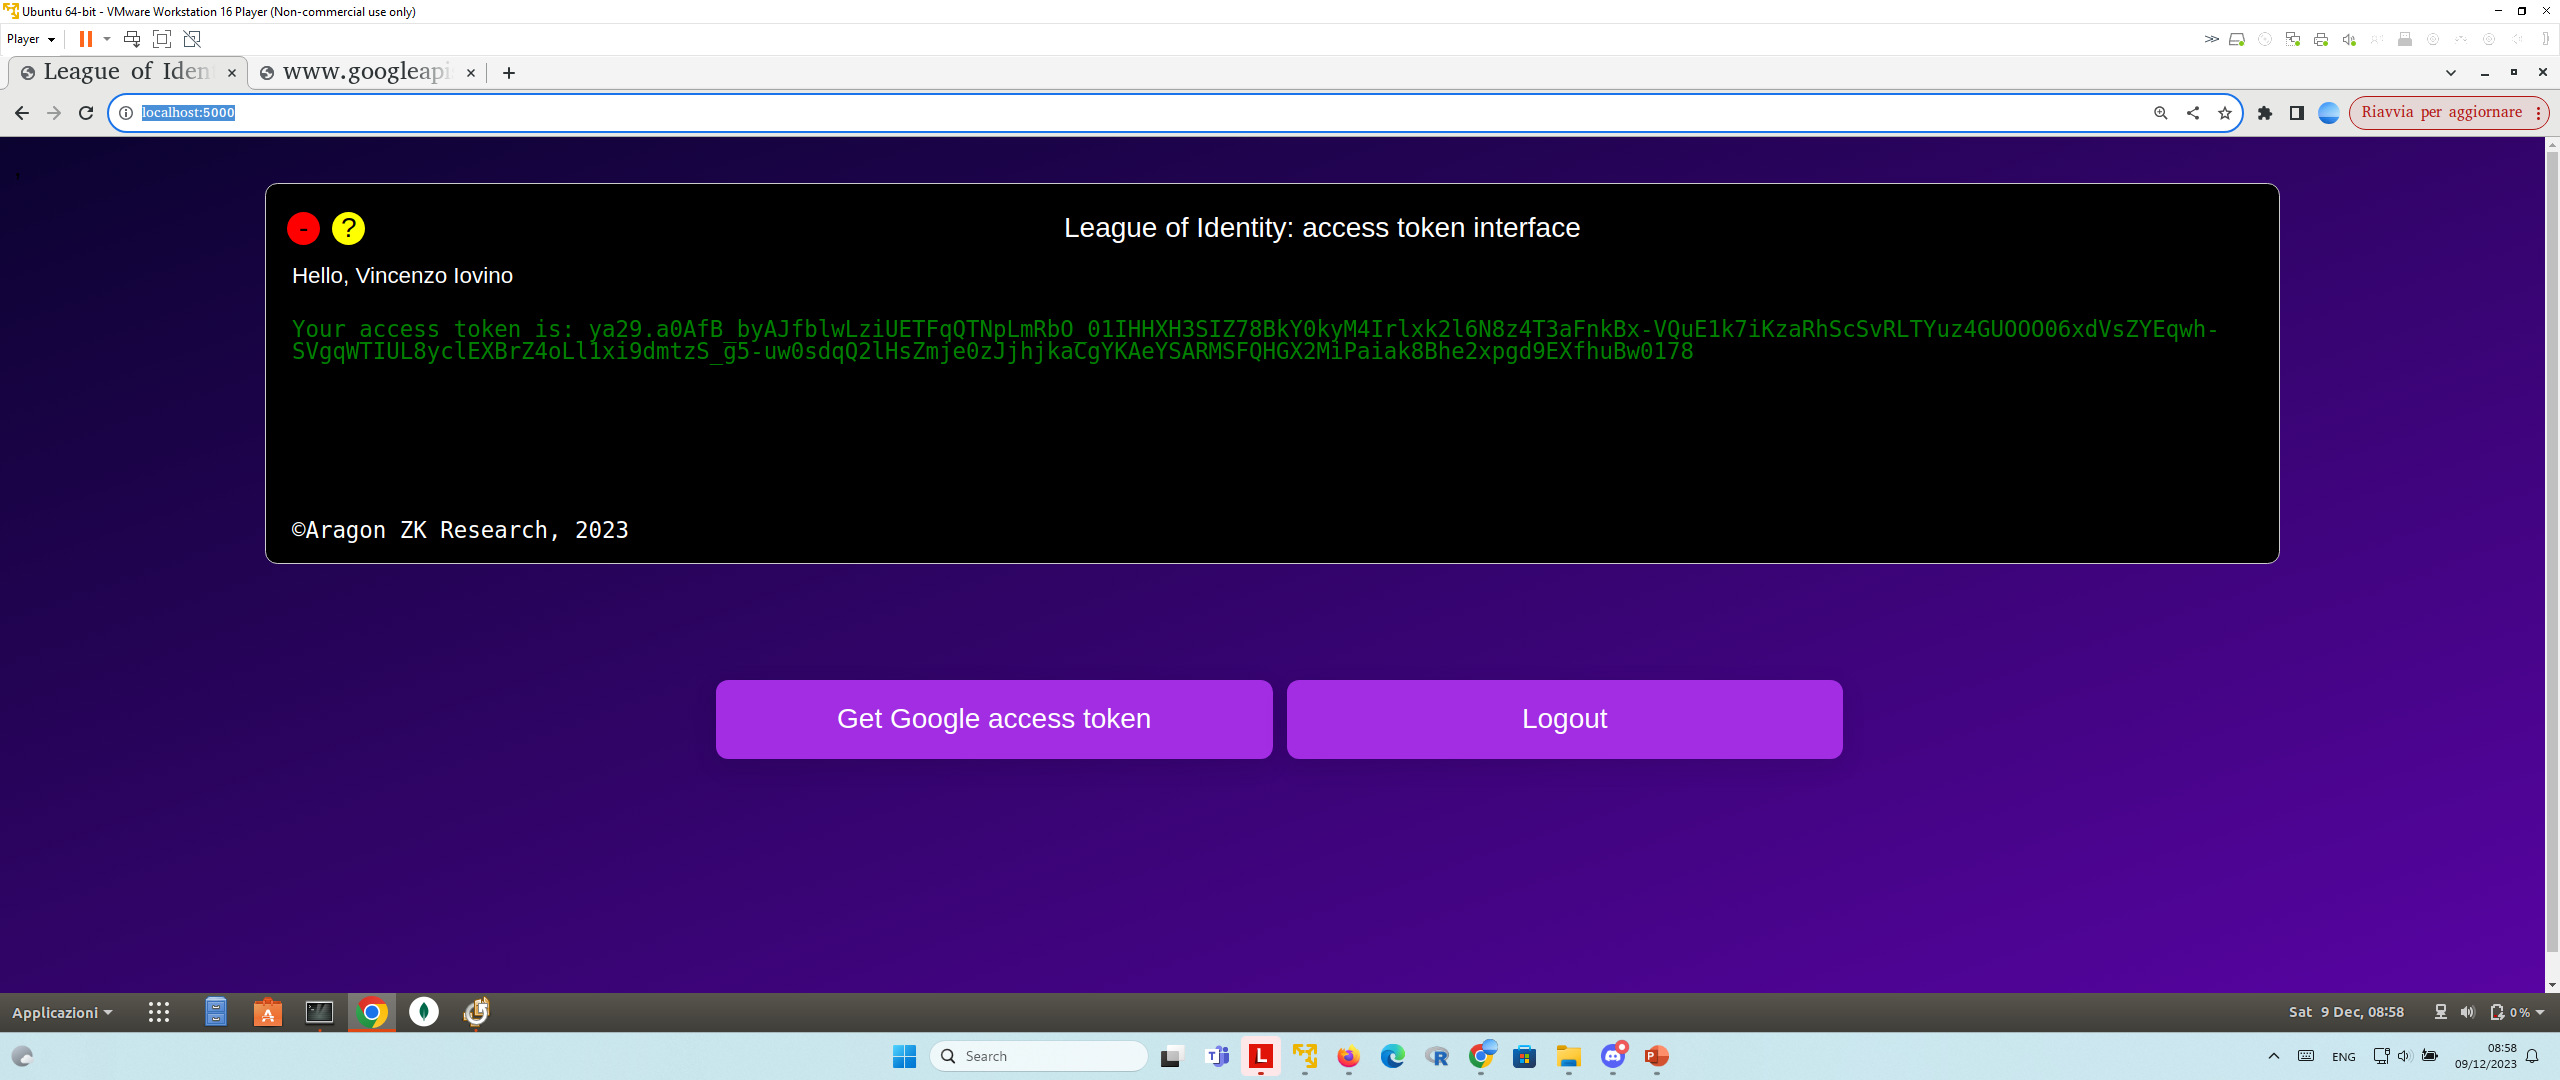 Ubuntu 64-bit - VMware Workstation 16 Player (Non-commercial use only)
Player
League of Iden
www.googleapis
localhost:5000
Riavvia per aggiornare
- ? League of Identity: access token interface
Hello, Vincenzo Iovino
Your access token is: ya29.a0AfB_byAJfblwLziUETFqQTNpLmRbO_01IHHXH3SIZ78BkY0kyM4Irlxk2l6N8z4T3aFnkBx-VQuE1k7iKzaRhScSvRLTYuz4GUOOO06xdVsZYEqwh-
SVgqWTIUL8yclEXBrZ4oLl1xi9dmtzS_g5-uw0sdqQ2lHsZmje0zJjhjkaCgYKAeYSARMSFQHGX2MiPaiak8Bhe2xpgd9EXfhuBw0178
©Aragon ZK Research, 2023
Get Google access token
Logout
Applicazioni
Sat 9 Dec, 08:58
0 %
Search
ENG
08:58
09/12/2023